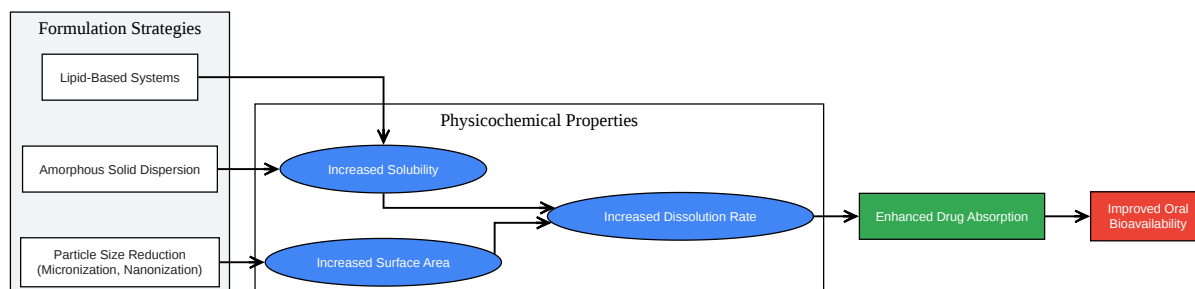 Formulation Strategies
Lipid-Based Systems
Physicochemical Properties
Amorphous Solid Dispersion
Increased Solubility
Increased Dissolution Rate
Enhanced Drug Absorption
Improved Oral
Bioavailability
Particle Size Reduction
(Micronization, Nanonization)
Increased Surface Area